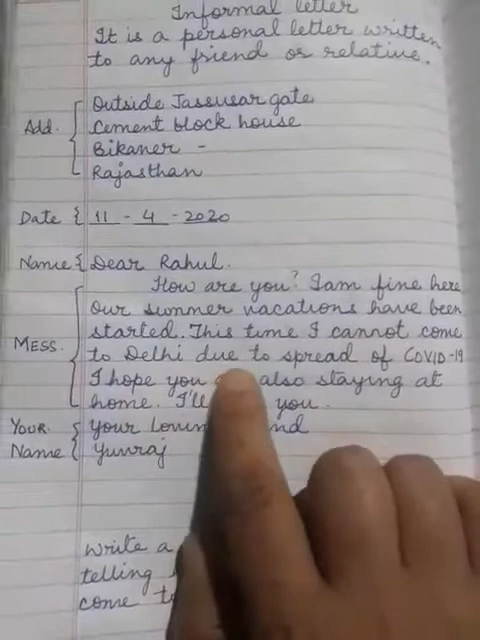 Informal letter
It is a personal letter written
to any friend or relative.
Add.
Outside Jassusar gate
Cement block house
Bikaner -
Rajasthan
Date
11 - 4 - 2020
Name
Dear Rahul.
How are you? I am fine here
Our summer vacations have been
started. This time I cannot come
MESS.
to Delhi due to spread of COVID-19
I hope you also staying at
home. I'll you.
YOUR
Name
Your
Yuvraj
write a
telling
come